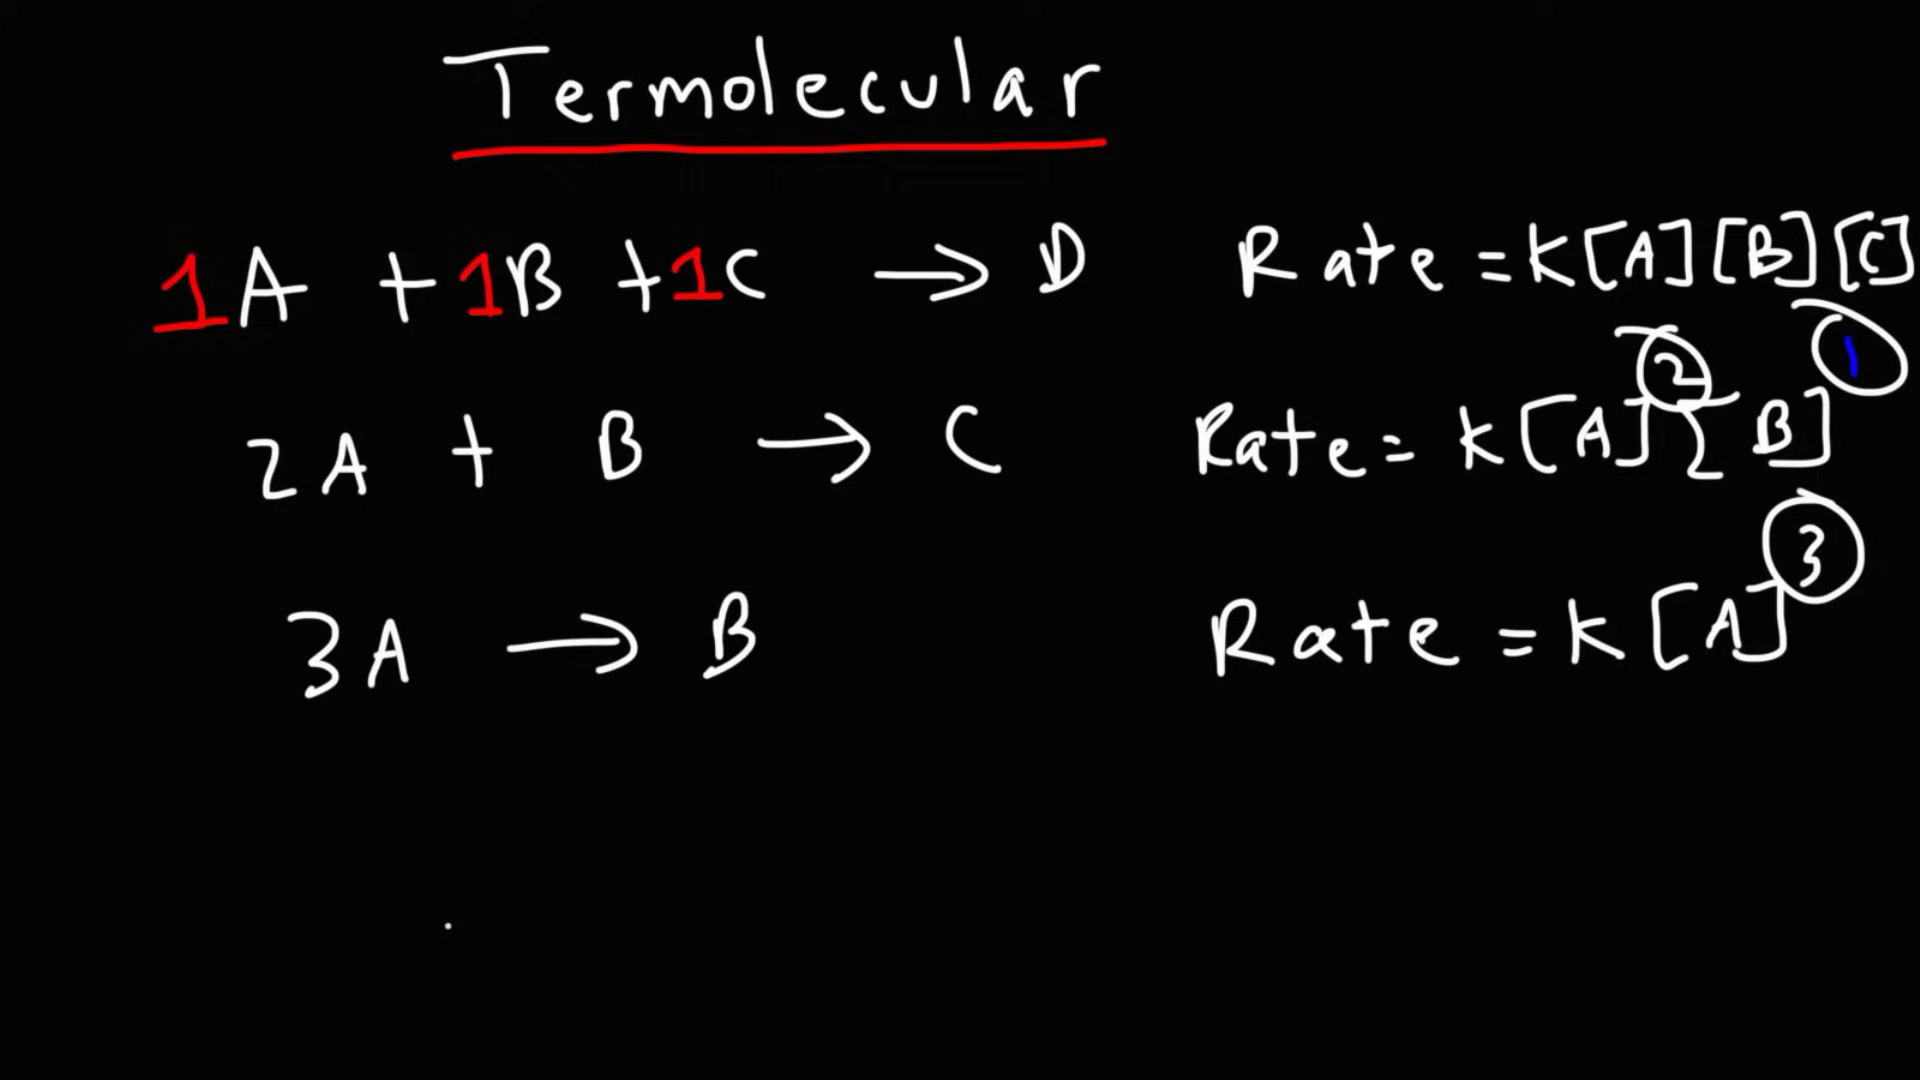 Termolecular
1A + 1B + 1C → D Rate = K[A][B][C]
2A + B → C Rate = K[A]² [B]¹
3A → B Rate = K[A]³